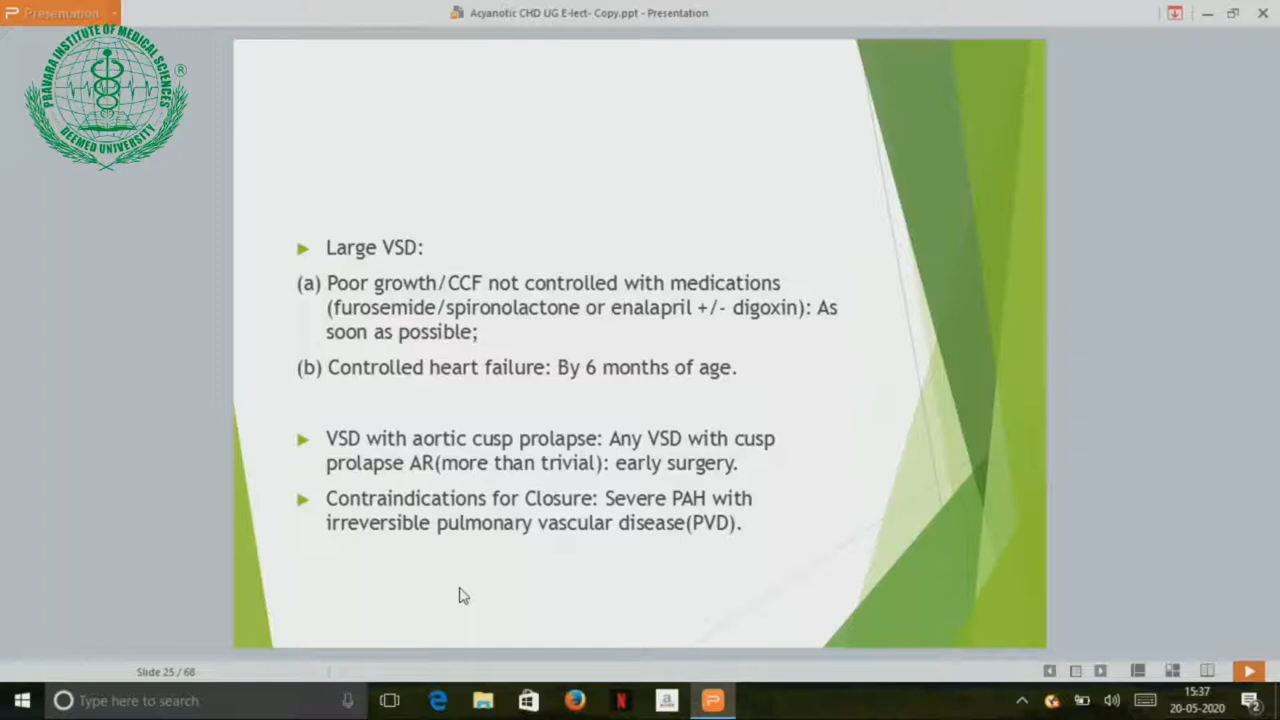 Presentation
Acyanotic CHD UG E-lect- Copy.ppt - Presentation
PRAVARA INSTITUTE OF MEDICAL SCIENCES
®
DEEMED UNIVERSITY
Large VSD:
(a) Poor growth/CCF not controlled with medications
(furosemide/spironolactone or enalapril +/- digoxin): As
soon as possible;
(b) Controlled heart failure: By 6 months of age.
VSD with aortic cusp prolapse: Any VSD with cusp
prolapse AR(more than trivial): early surgery.
Contraindications for Closure: Severe PAH with
irreversible pulmonary vascular disease(PVD).
Slide 25 / 68
Type here to search
15:37
20-05-2020
2